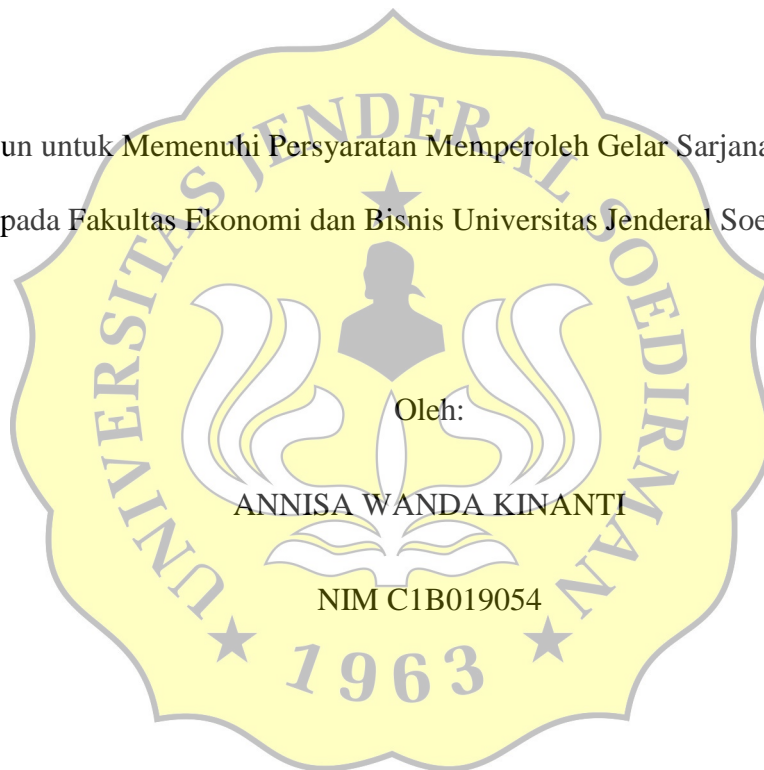 un untuk Memenuhi Persyaratan Memperoleh Gelar Sarjana
pada Fakultas Ekonomi dan Bisnis Universitas Jenderal Soe
UNIVERSITAS JENDERAL SOEDIRMAN
Oleh:
ANNISA WANDA KINANTI
NIM C1B019054
1963